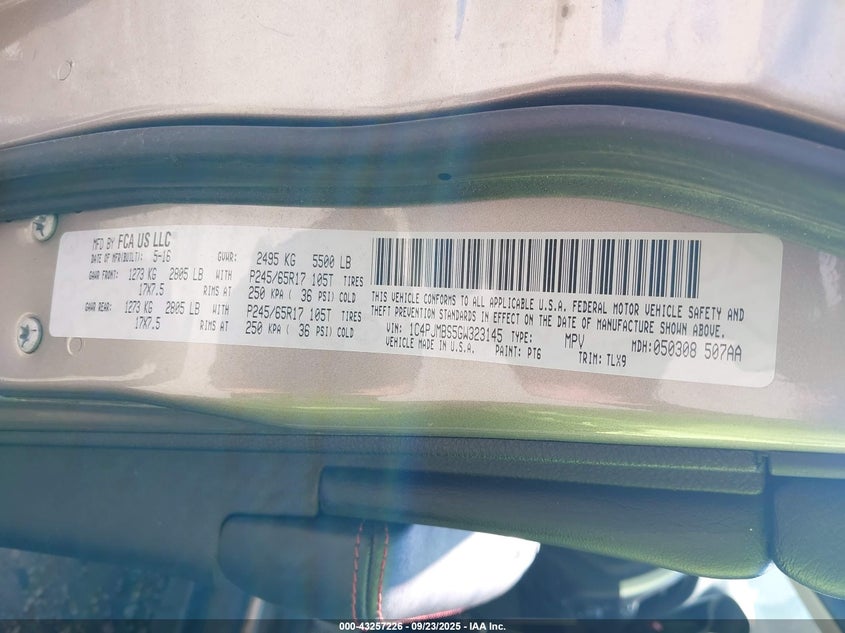 MFD BY FCA US LLC
DATE OF MFR(BUILT): 5-16 GVWR: 2495 KG 5500 LB
GAWR FRONT: 1273 KG 2805 LB WITH P245/65R17 105T TIRES
17X7.5 RIMS AT 250 KPA ( 36 PSI) COLD
GAWR REAR: 1273 KG 2805 LB WITH P245/65R17 105T TIRES
17X7.5 RIMS AT 250 KPA ( 36 PSI) COLD
THIS VEHICLE CONFORMS TO ALL APPLICABLE U.S.A. FEDERAL MOTOR VEHICLE SAFETY AND
THEFT PREVENTION STANDARDS IN EFFECT ON THE DATE OF MANUFACTURE SHOWN ABOVE.
VIN: 1C4PJMBS5GW323145 TYPE: MPV MDH:050308 507AA
VEHICLE MADE IN U.S.A. PAINT: PT6 TRIM: TLX9
000-43257226 - 09/23/2025 - IAA Inc.